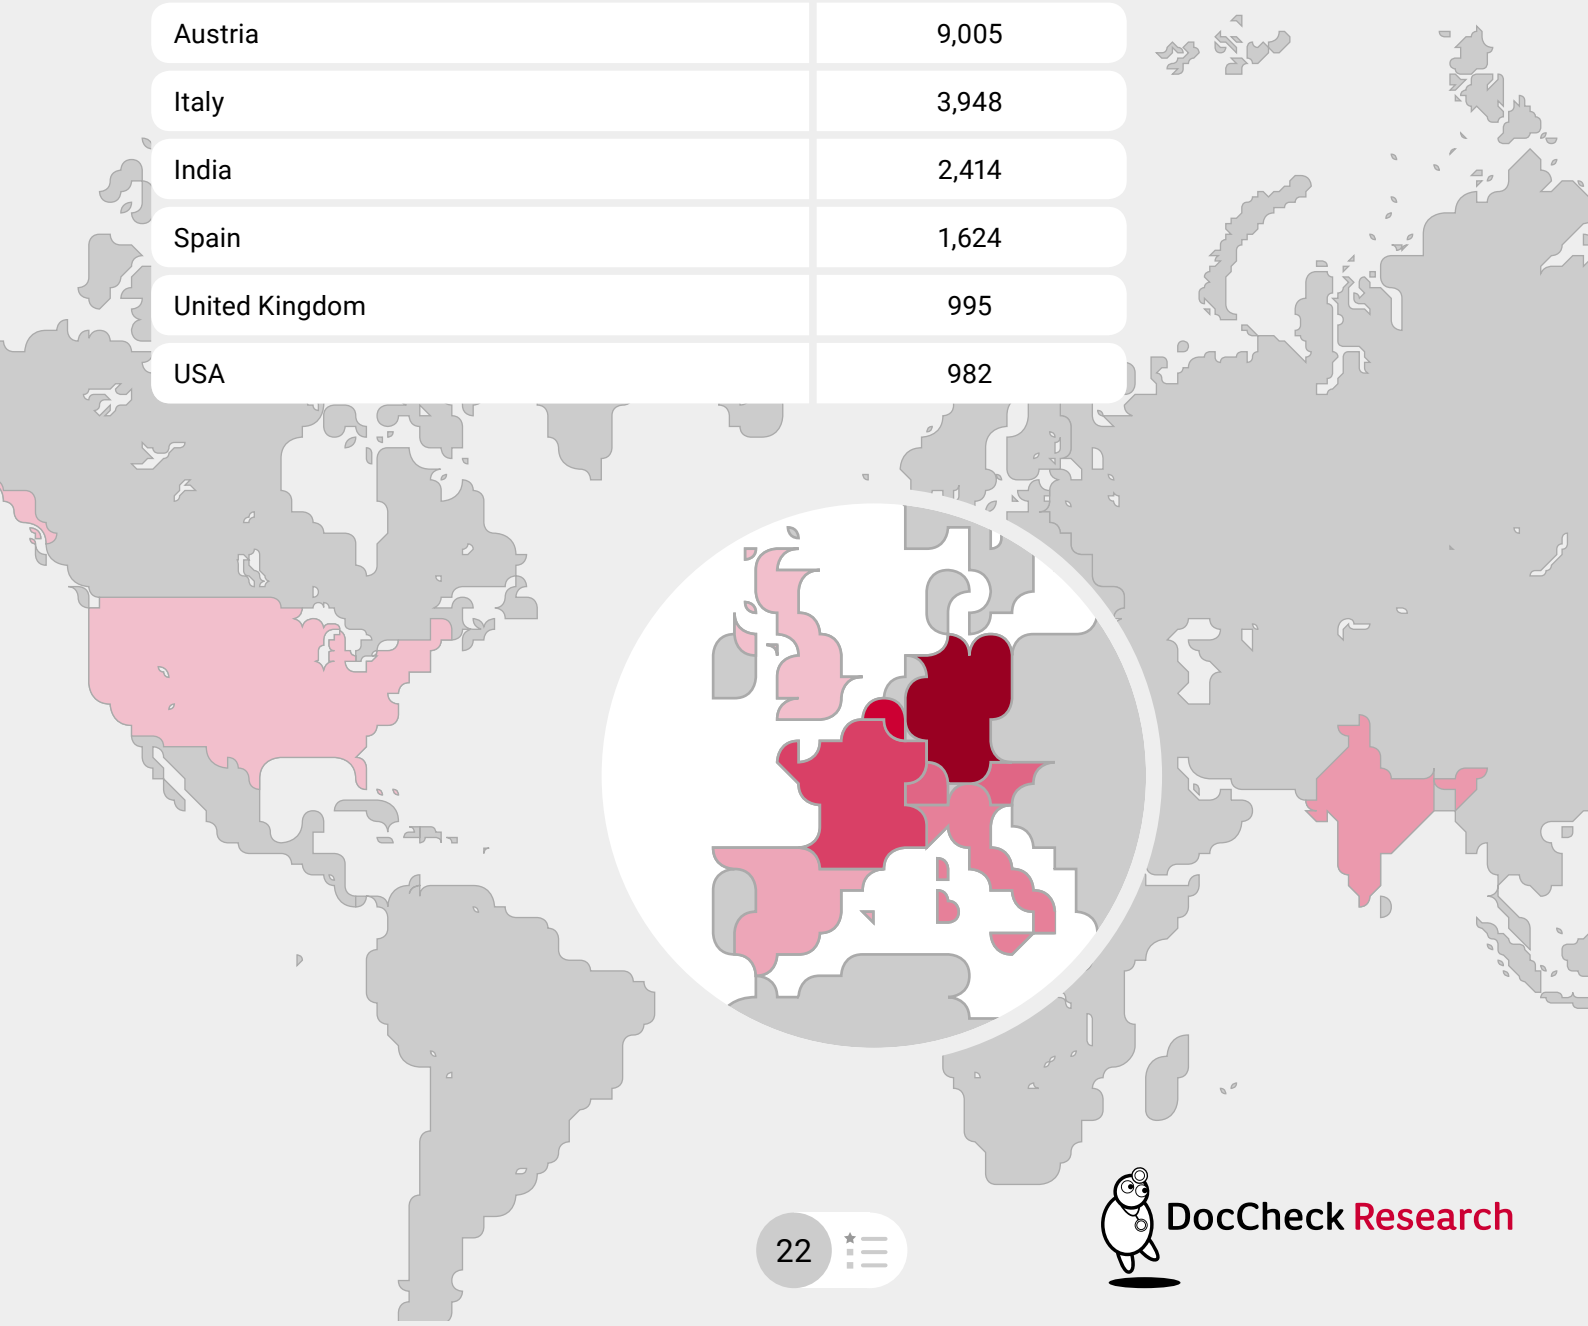 Austria 9,005
Italy 3,948
India 2,414
Spain 1,624
United Kingdom 995
USA 982
22
DocCheck Research